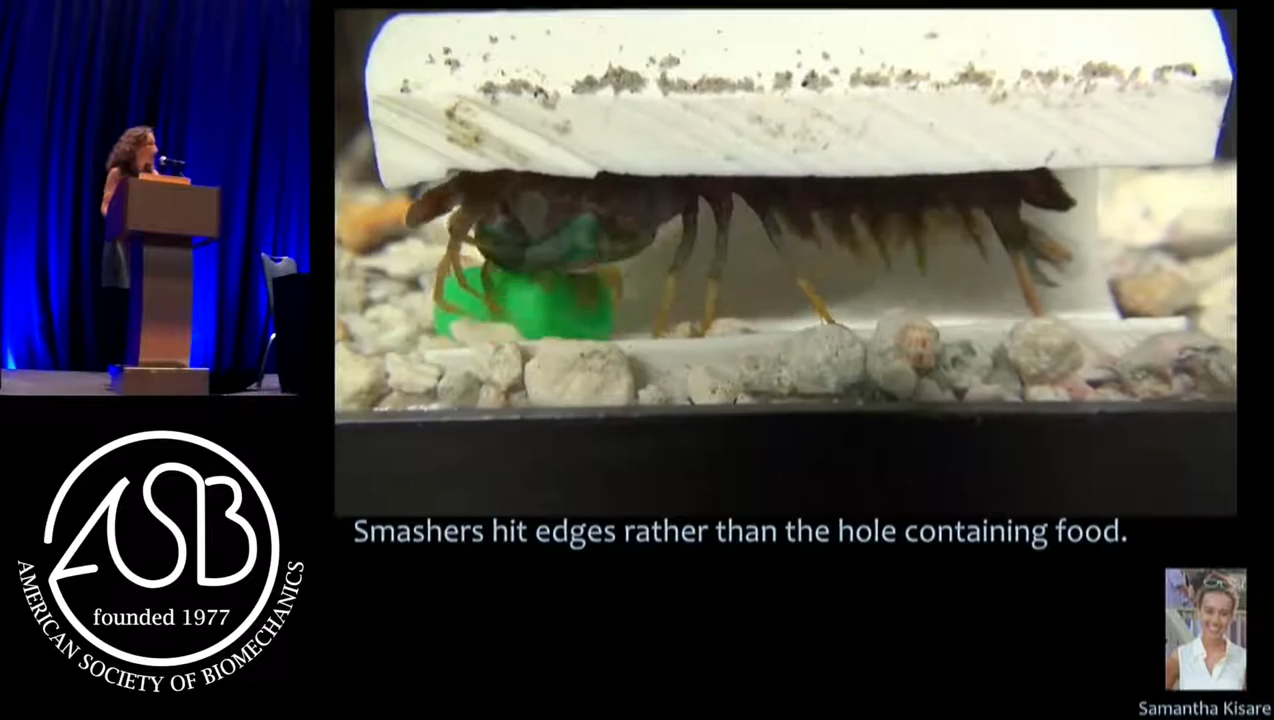 Smashers hit edges rather than the hole containing food.
ASB
founded 1977
AMERICAN SOCIETY OF BIOMECHANICS
Samantha Kisare